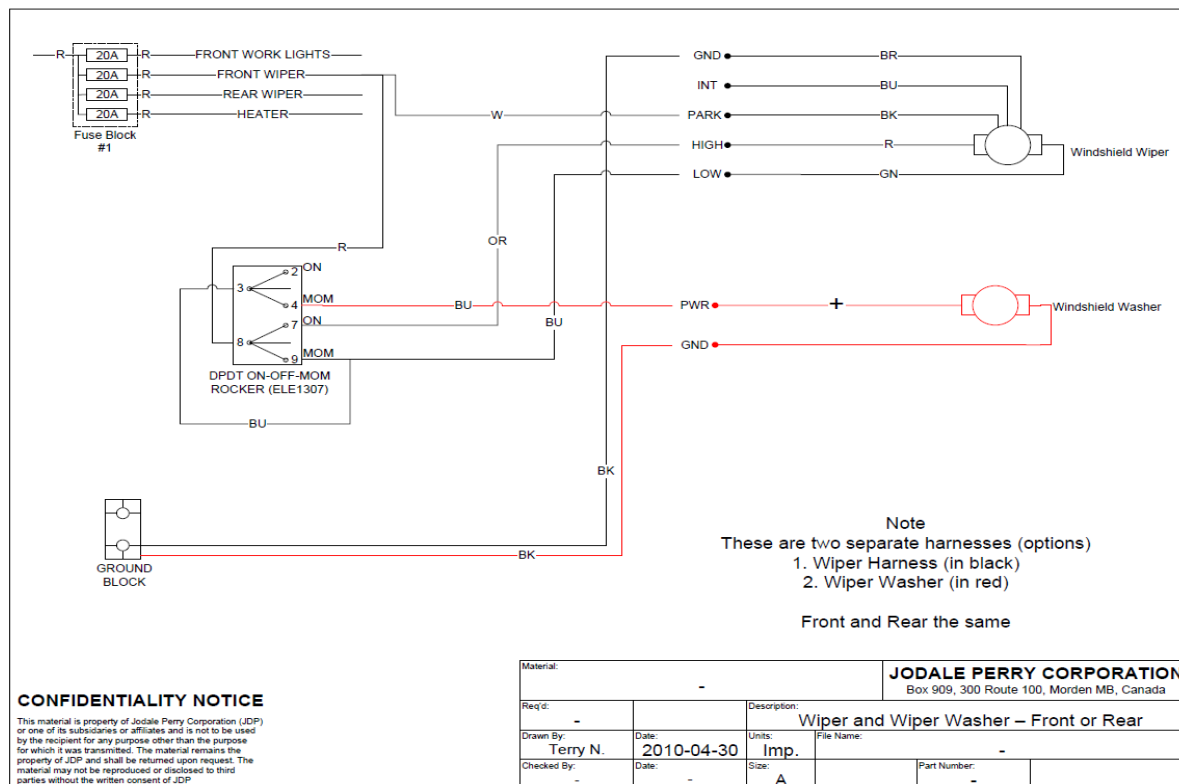 R 20A R FRONT WORK LIGHTS
20A R FRONT WIPER
20A R REAR WIPER
20A R HEATER
Fuse Block
#1
W
GND BR
INT BU
PARK BK
HIGH R
LOW GN
Windshield Wiper
OR
R
2 ON
3
4 MOM
7 ON
8
9 MOM
DPDT ON-OFF-MOM
ROCKER (ELE1307)
BU
BU
BU
PWR + Windshield Washer
GND
BK
BK
GROUND
BLOCK
Note
These are two separate harnesses (options)
1. Wiper Harness (in black)
2. Wiper Washer (in red)
Front and Rear the same
CONFIDENTIALITY NOTICE
This material is property of Jodale Perry Corporation (JDP)
or one of its subsidiaries or affiliates and is not to be used
by the recipient for any purpose other than the purpose
for which it was transmitted. The material remains the
property of JDP and shall be returned upon request. The
material may not be reproduced or disclosed to third
parties without the written consent of JDP
Material:
-
JODALE PERRY CORPORATION
Box 909, 300 Route 100, Morden MB, Canada
Req'd:
-
Description:
Wiper and Wiper Washer – Front or Rear
Drawn By:
Terry N.
Date:
2010-04-30
Units:
Imp.
File Name:
-
Checked By:
-
Date:
-
Size:
A
Part Number:
-